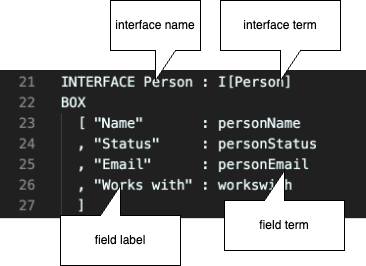 interface name
interface term
21 INTERFACE Person : I[Person]
22 BOX
23 [ "Name" : personName
24 , "Status" : personStatus
25 , "Email" : personEmail
26 , "Works with" : workswith
27 ]
field label
field term